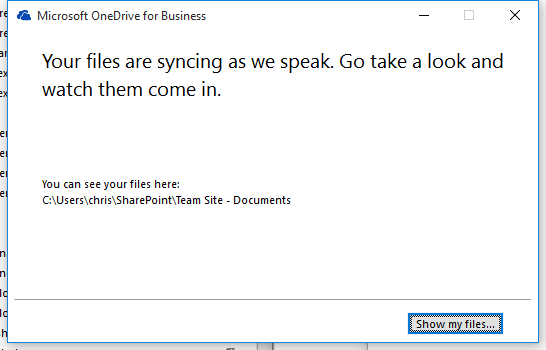 Microsoft OneDrive for Business
Your files are syncing as we speak. Go take a look and
watch them come in.
You can see your files here:
C:\Users\chris\SharePoint\Team Site - Documents
Show my files...